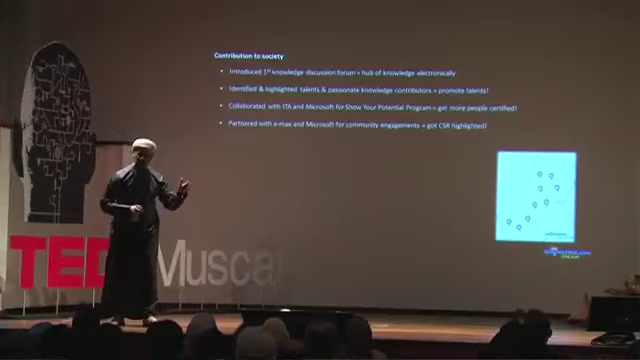 Contribution to society
• Introduced 1st knowledge discussion forum = hub of knowledge electronically
• Identified & highlighted talents & passionate knowledge contributors = promote talents!
• Collaborated with ITA and Microsoft for Show Your Potential Program = get more people certified!
• Partnered with e-max and Microsoft for community engagements = got CSR highlighted!
TED
Muscat